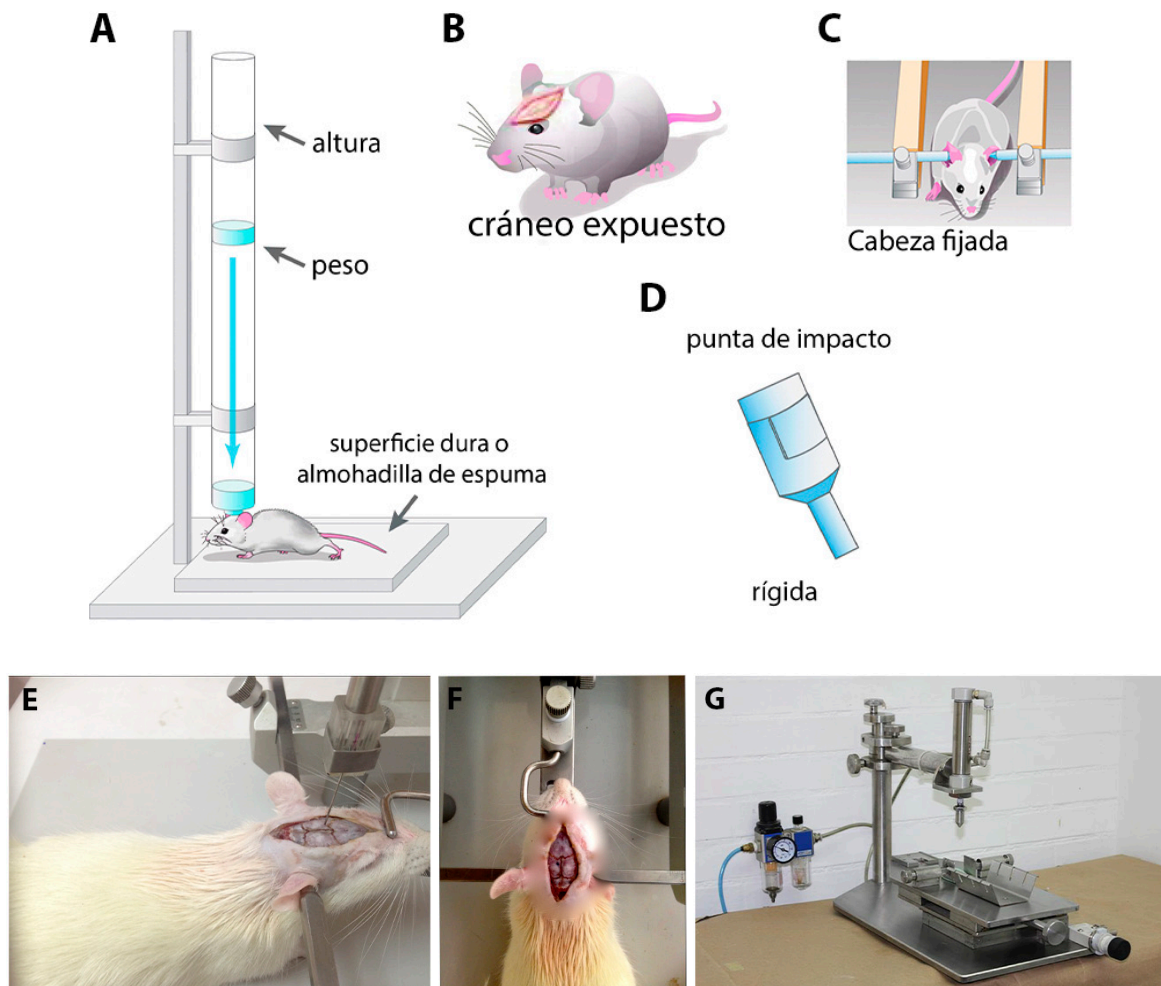 A
altura
peso
superficie dura o
almohadilla de espuma
B
cráneo expuesto
C
Cabeza fijada
D
punta de impacto
rígida
E
F
G